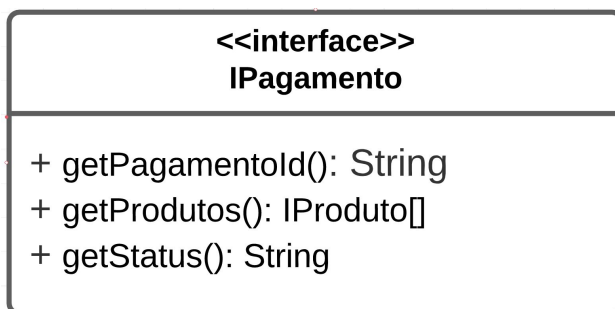 <<interface>>
IPagamento
+ getPagamentoId(): String
+ getProdutos(): IProduto[]
+ getStatus(): String